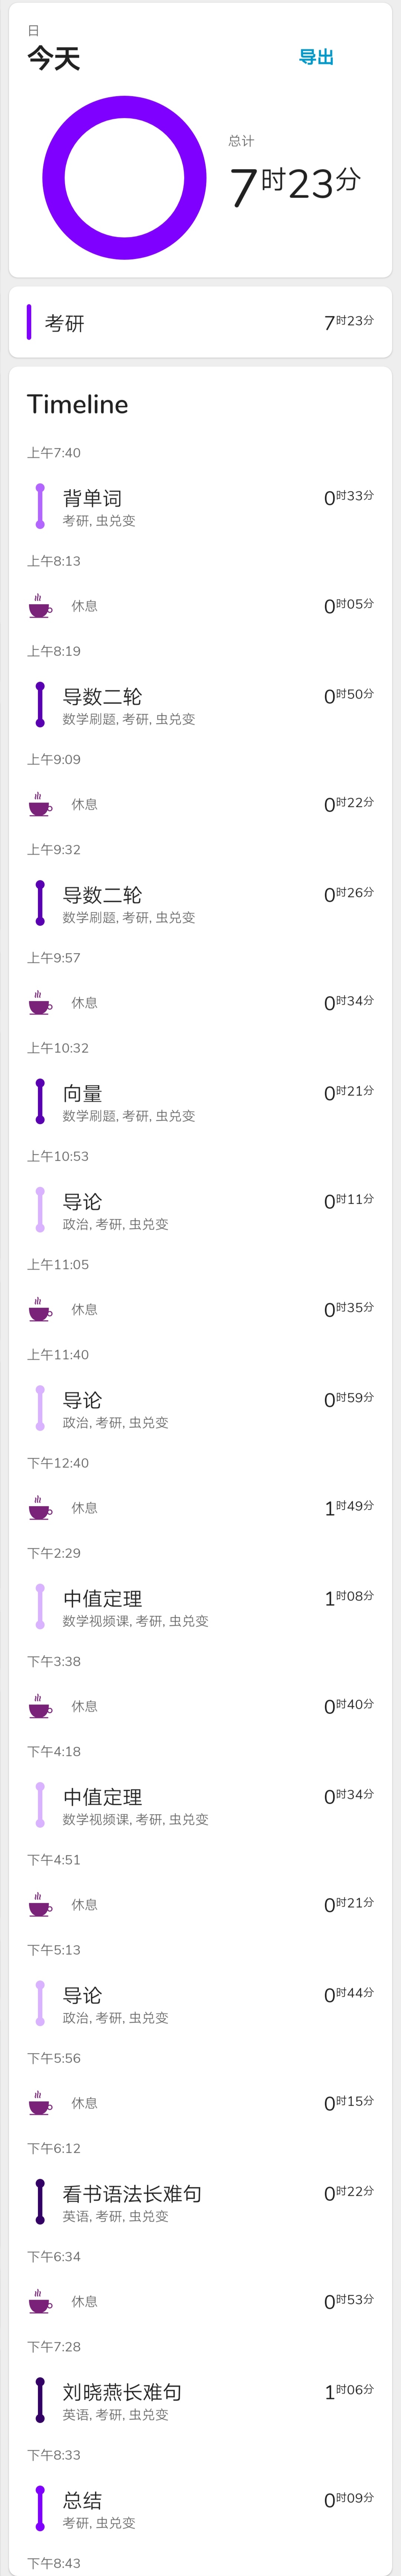 日
今天
导出
总计
7时23分
考研 7时23分
Timeline
上午7:40
背单词 0时33分
考研, 虫兑变
上午8:13
休息 0时05分
上午8:19
导数二轮 0时50分
数学刷题, 考研, 虫兑变
上午9:09
休息 0时22分
上午9:32
导数二轮 0时26分
数学刷题, 考研, 虫兑变
上午9:57
休息 0时34分
上午10:32
向量 0时21分
数学刷题, 考研, 虫兑变
上午10:53
导论 0时11分
政治, 考研, 虫兑变
上午11:05
休息 0时35分
上午11:40
导论 0时59分
政治, 考研, 虫兑变
下午12:40
休息 1时49分
下午2:29
中值定理 1时08分
数学视频课, 考研, 虫兑变
下午3:38
休息 0时40分
下午4:18
中值定理 0时34分
数学视频课, 考研, 虫兑变
下午4:51
休息 0时21分
下午5:13
导论 0时44分
政治, 考研, 虫兑变
下午5:56
休息 0时15分
下午6:12
看书语法长难句 0时22分
英语, 考研, 虫兑变
下午6:34
休息 0时53分
下午7:28
刘晓燕长难句 1时06分
英语, 考研, 虫兑变
下午8:33
总结 0时09分
考研, 虫兑变
下午8:43